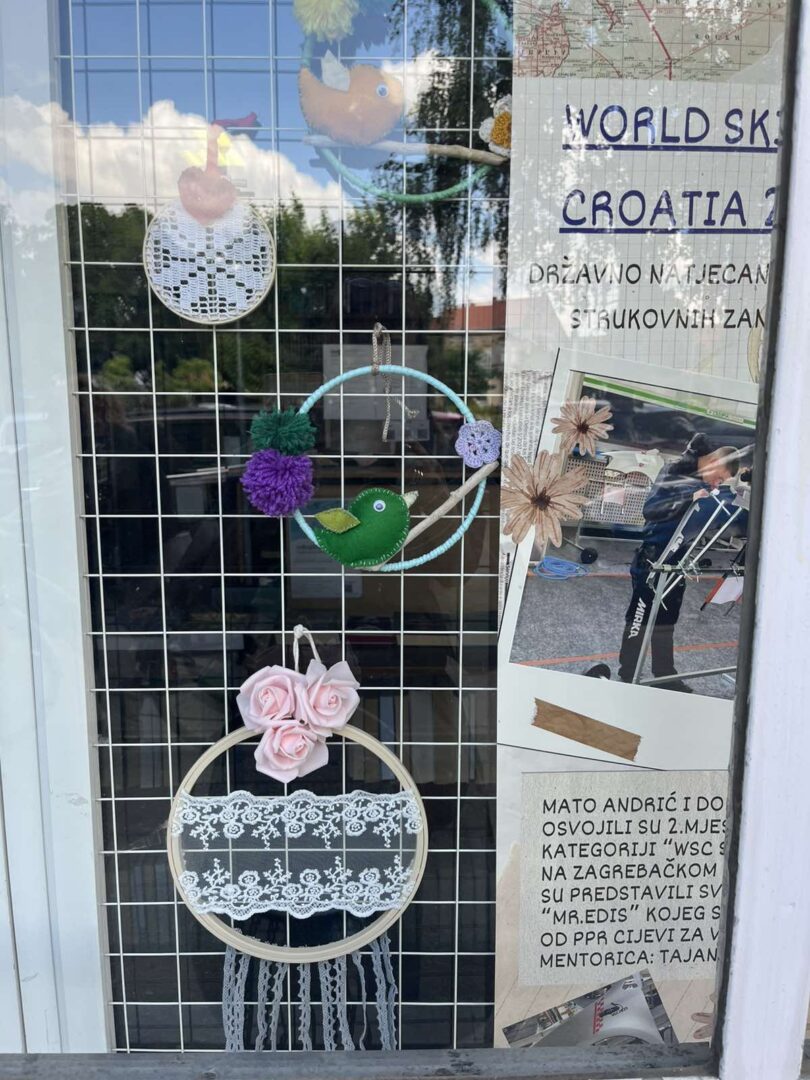 WORLD SK
CROATIA 2
DRŽAVNO NATJECAN
STRUKOVNIH ZAN
MIRKA
MATO ANDRIĆ I DO
OSVOJILI SU 2.MJES
KATEGORIJI "WSC S
NA ZAGREBAČKOM
SU PREDSTAVILI SV
"MR.EDIS" KOJEG S
OD PPR CIJEVI ZA V
MENTORICA: TAJAN